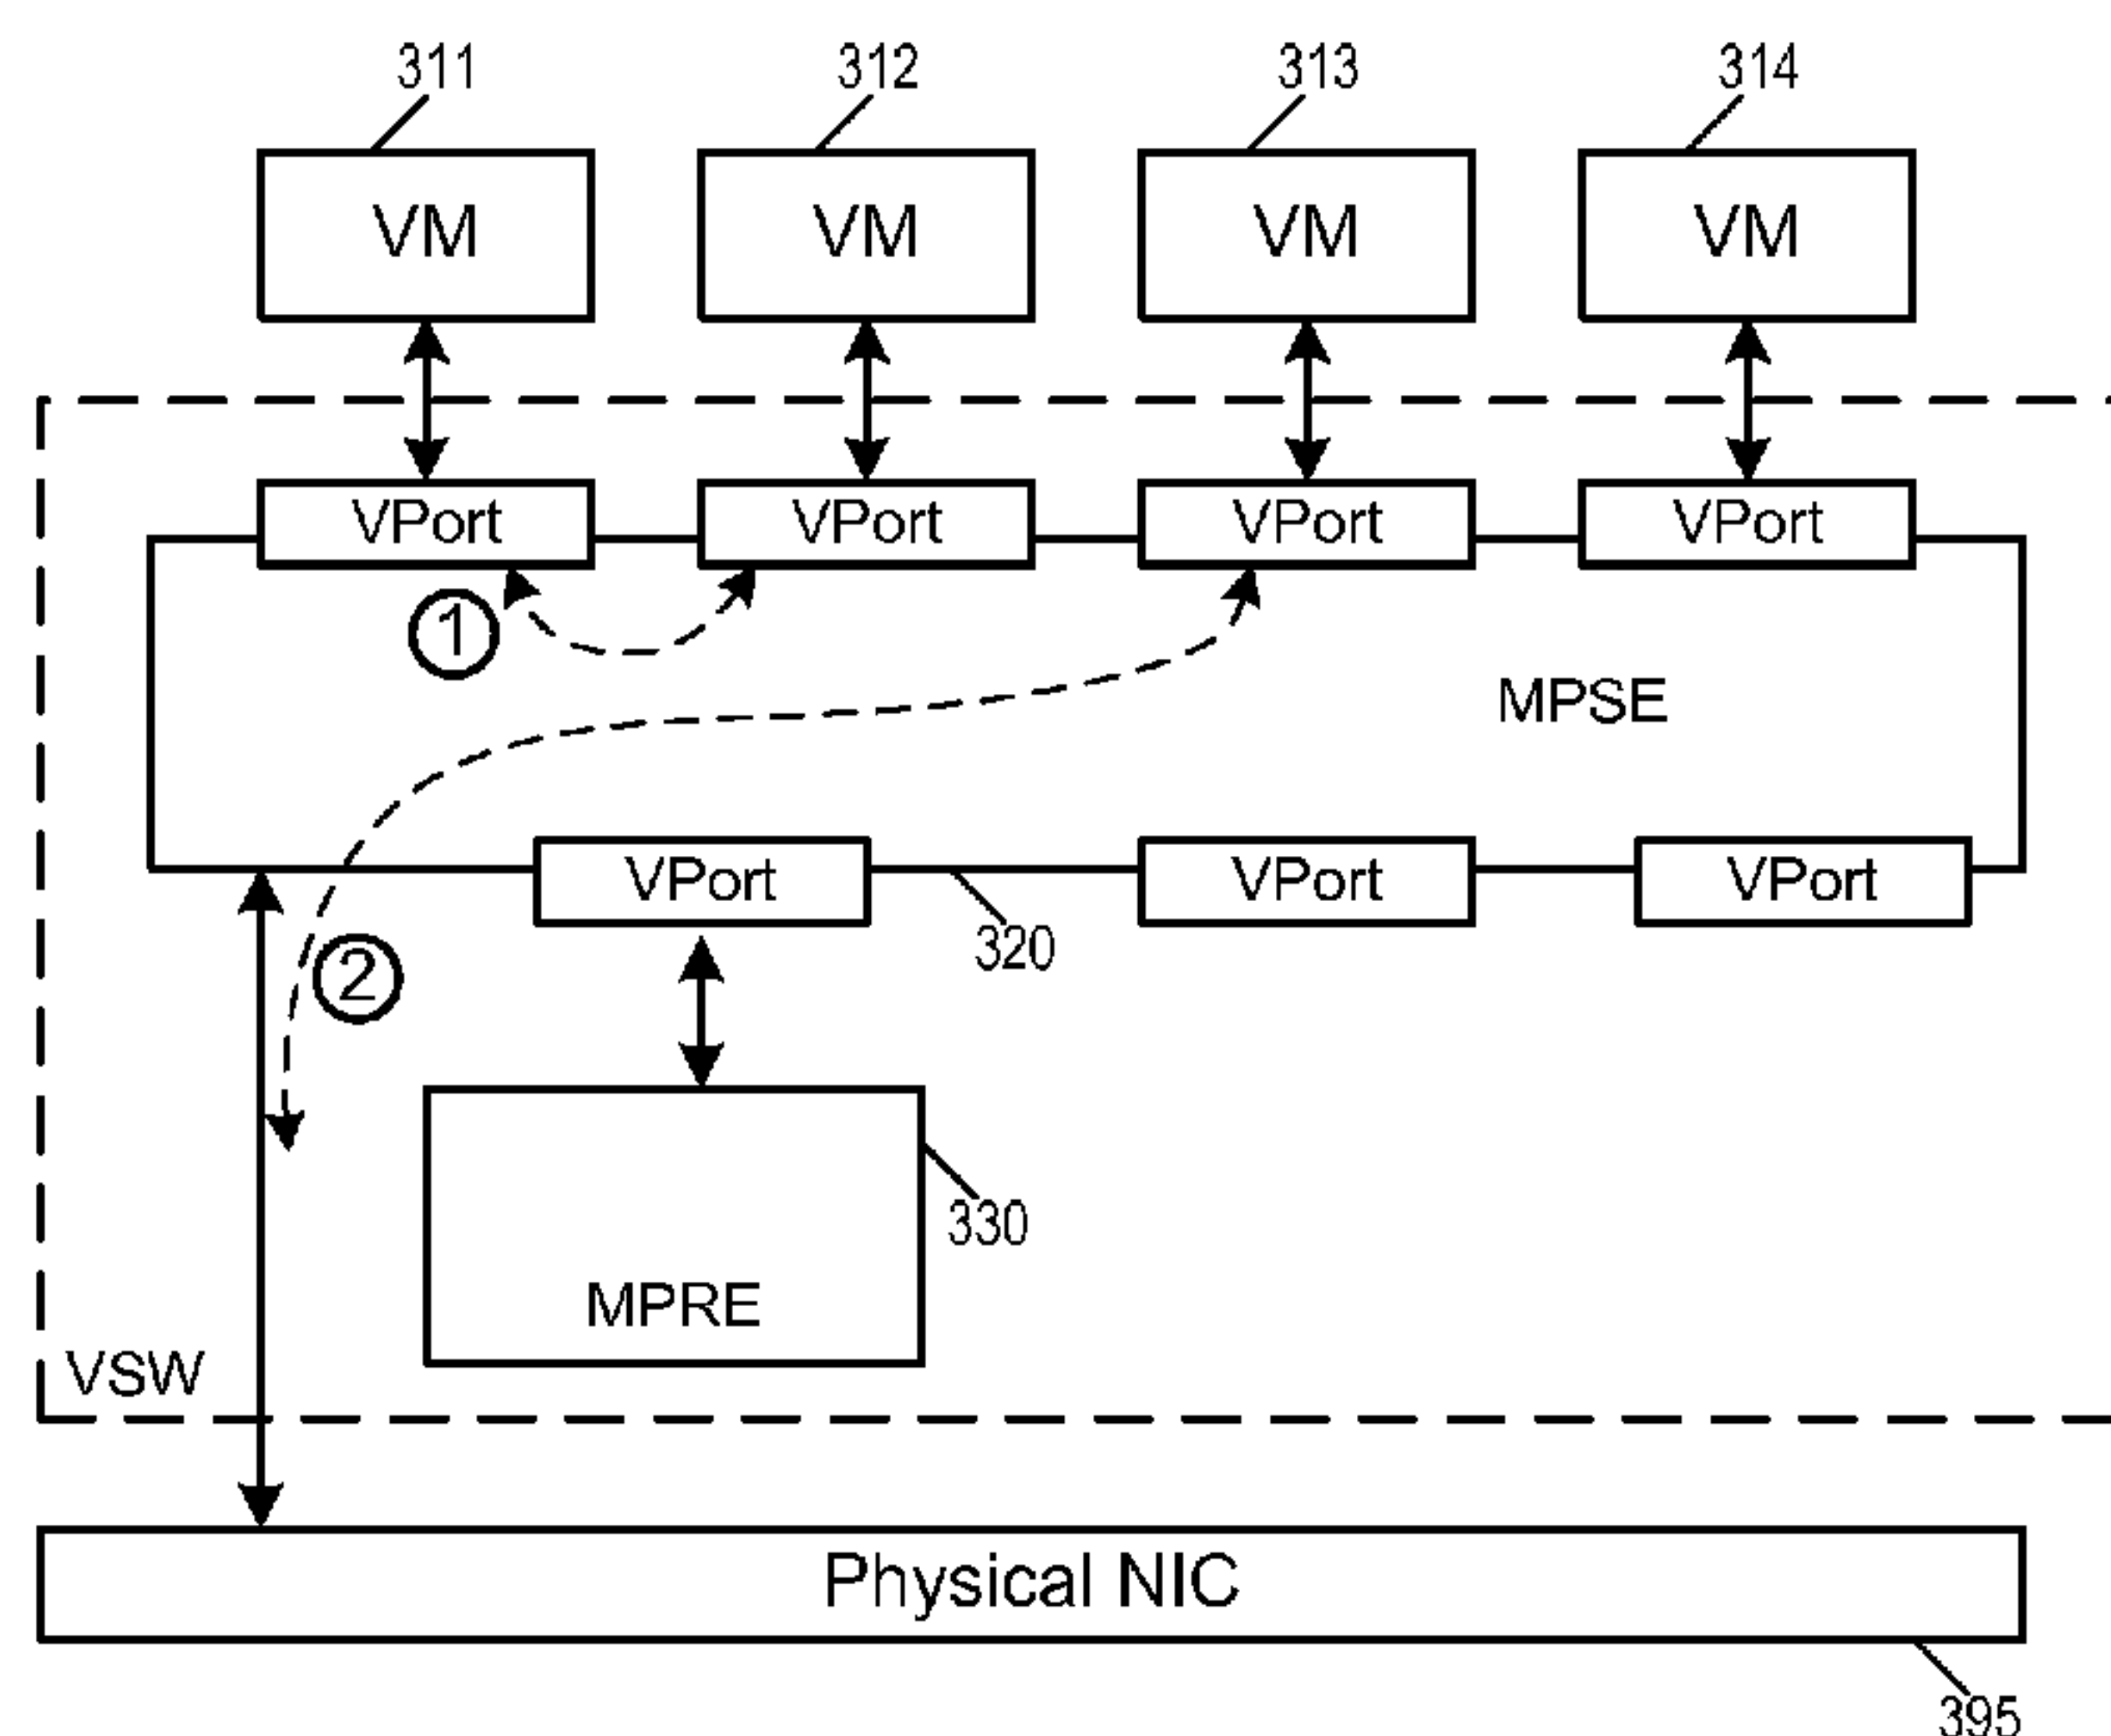 311 312 313 314
VM VM VM VM
VPort VPort VPort VPort
1
MPSE
VPort VPort VPort
320
2
330
MPRE
VSW
Physical NIC
395